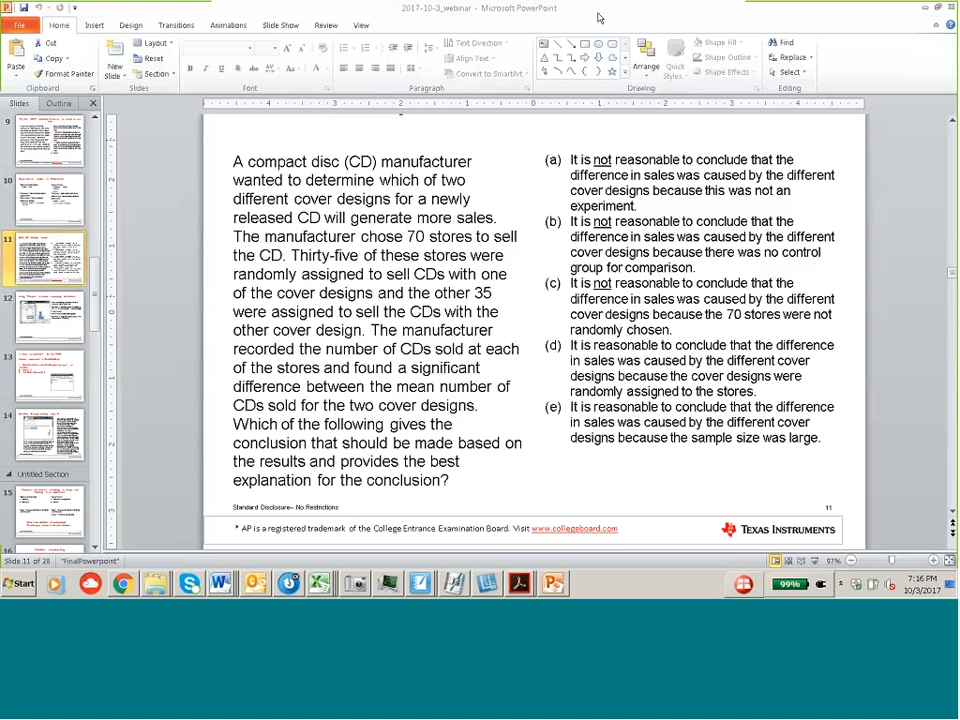 2017-10-3_webinar - Microsoft PowerPoint
File Home Insert Design Transitions Animations Slide Show Review View
Paste
Cut
Copy
Format Painter
Clipboard
New
Slide
Layout
Reset
Section
Slides
Font
Text Direction
Align Text
Convert to SmartArt
Paragraph
Arrange
Quick
Styles
Shape Fill
Shape Outline
Shape Effects
Drawing
Find
Replace
Select
Editing
Slides Outline
9
10
11
12
13
14
Untitled Section
15
16
A compact disc (CD) manufacturer
wanted to determine which of two
different cover designs for a newly
released CD will generate more sales.
The manufacturer chose 70 stores to sell
the CD. Thirty-five of these stores were
randomly assigned to sell CDs with one
of the cover designs and the other 35
were assigned to sell the CDs with the
other cover design. The manufacturer
recorded the number of CDs sold at each
of the stores and found a significant
difference between the mean number of
CDs sold for the two cover designs.
Which of the following gives the
conclusion that should be made based on
the results and provides the best
explanation for the conclusion?
(a) It is not reasonable to conclude that the
difference in sales was caused by the different
cover designs because this was not an
experiment.
(b) It is not reasonable to conclude that the
difference in sales was caused by the different
cover designs because there was no control
group for comparison.
(c) It is not reasonable to conclude that the
difference in sales was caused by the different
cover designs because the 70 stores were not
randomly chosen.
(d) It is reasonable to conclude that the difference
in sales was caused by the different cover
designs because the cover designs were
randomly assigned to the stores.
(e) It is reasonable to conclude that the difference
in sales was caused by the different cover
designs because the sample size was large.
Standard Disclosure– No Restrictions 11
* AP is a registered trademark of the College Entrance Examination Board. Visit www.collegeboard.com
TEXAS INSTRUMENTS
Slide 11 of 28 "FinalPowerpoint" 97%
Start 99% 7:16 PM
10/3/2017